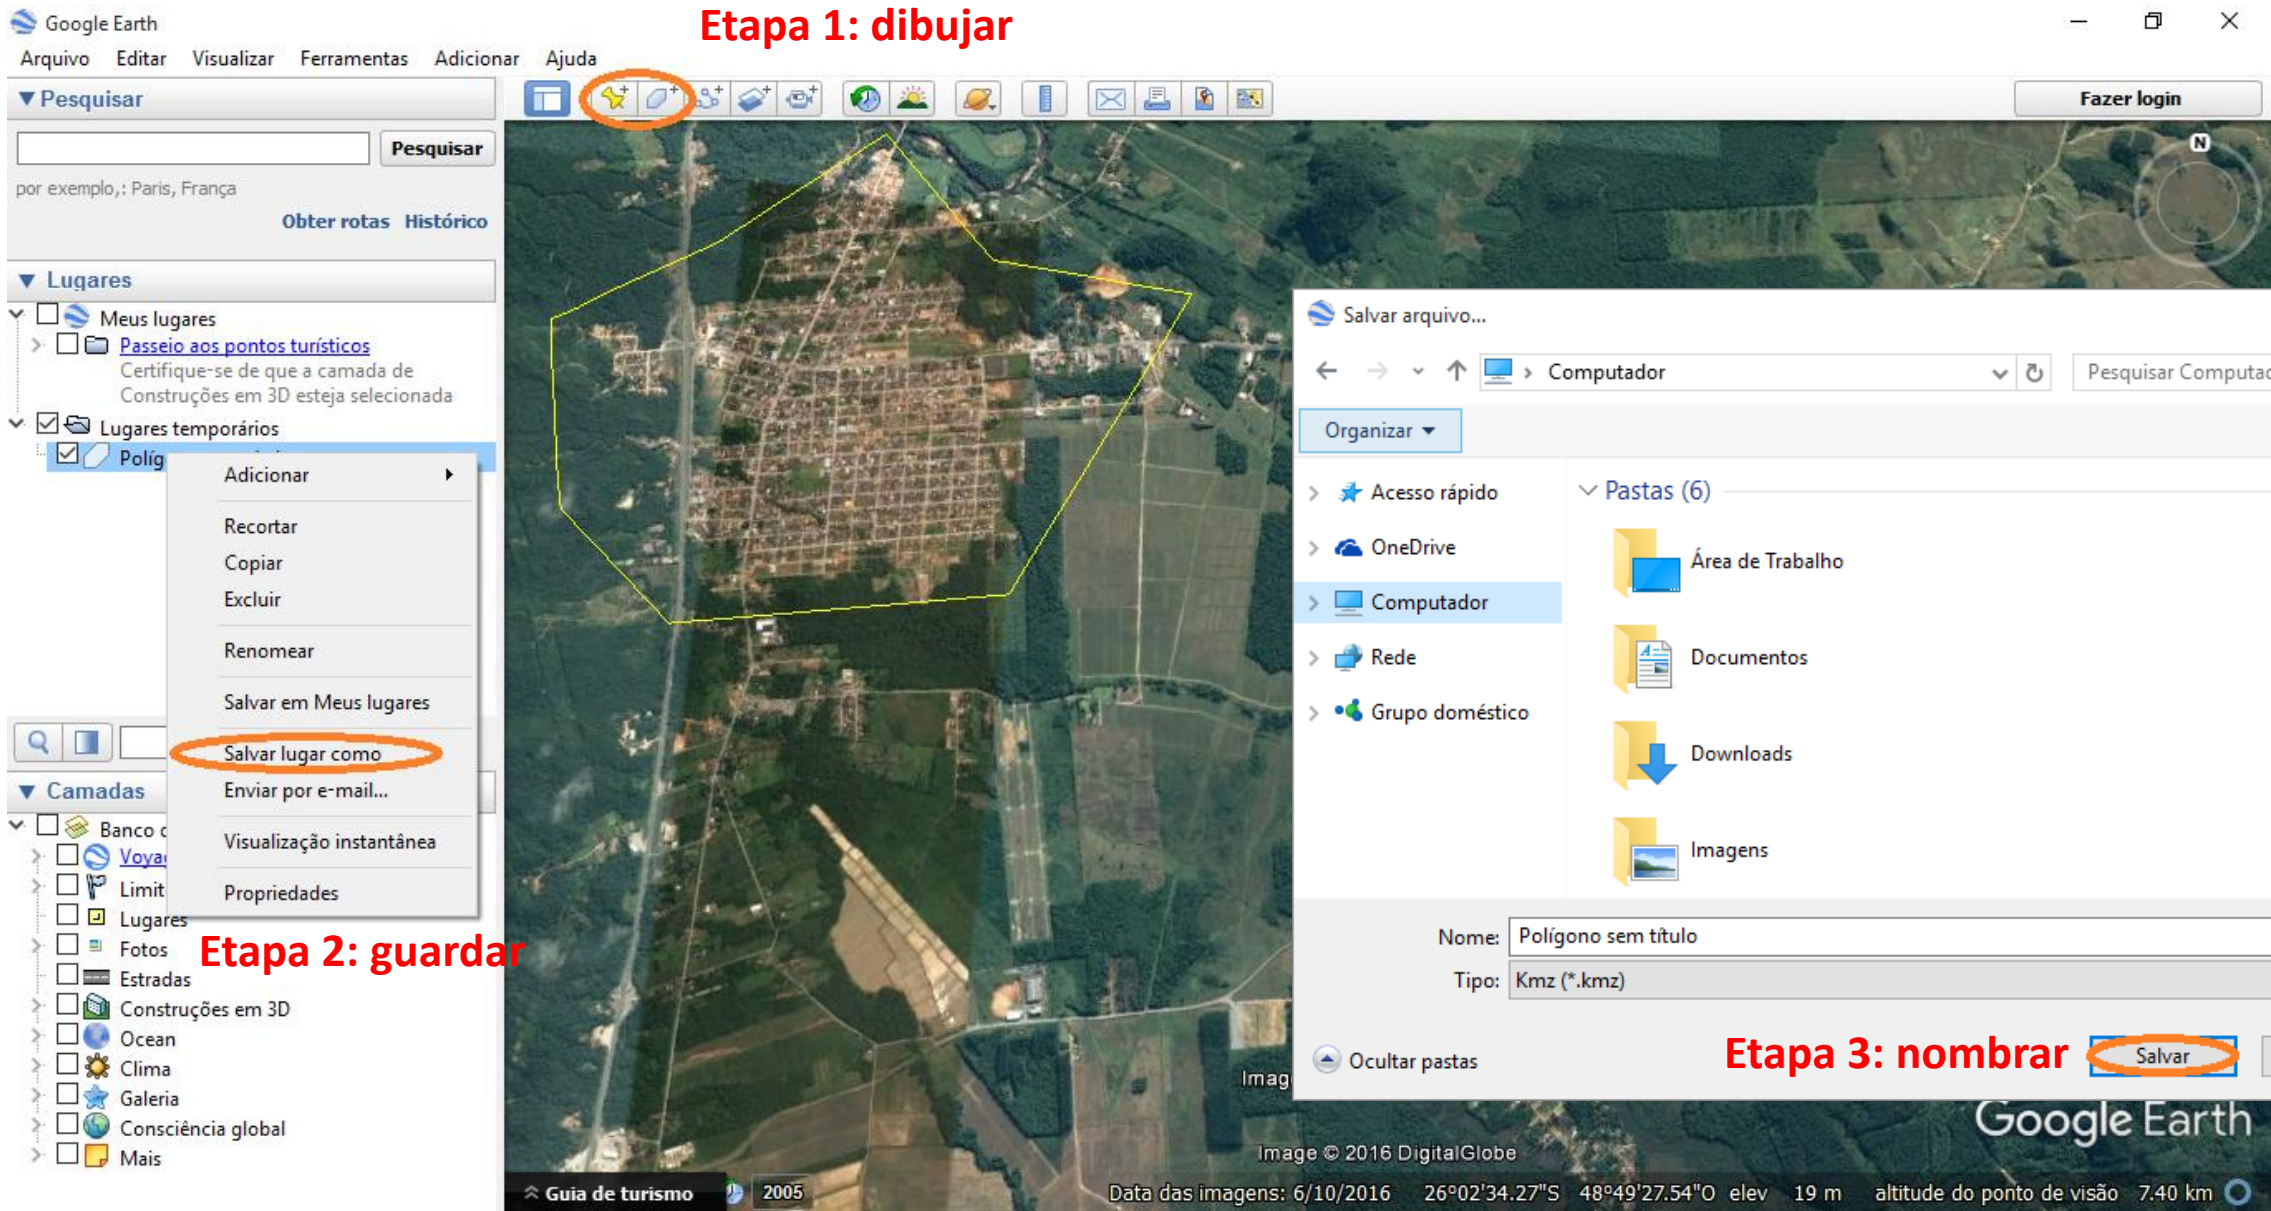 Google Earth
Etapa 1: dibujar
Arquivo Editar Visualizar Ferramentas Adicionar Ajuda
Pesquisar
Fazer login
Pesquisar
por exemplo,: Paris, França
Obter rotas Histórico
N
Lugares
Meus lugares
Passeio aos pontos turísticos
Certifique-se de que a camada de
Construções em 3D esteja selecionada
Lugares temporários
Políg
Adicionar
Recortar
Copiar
Excluir
Renomear
Salvar em Meus lugares
Salvar lugar como
Enviar por e-mail...
Visualização instantânea
Propriedades
Camadas
Banco
Voya
Limit
Lugares
Fotos
Etapa 2: guardar
Estradas
Construções em 3D
Ocean
Clima
Galeria
Consciência global
Mais
Salvar arquivo...
Computador
Pesquisar Computa
Organizar
Acesso rápido
OneDrive
Computador
Rede
Grupo doméstico
Pastas (6)
Área de Trabalho
Documentos
Downloads
Imagens
Nome: Polígono sem título
Tipo: Kmz (*.kmz)
Ocultar pastas
Etapa 3: nombrar
Salvar
Imag
Google Earth
Image © 2016 DigitalGlobe
Guia de turismo
2005
Data das imagens: 6/10/2016 26°02'34.27"S 48°49'27.54"O elev 19 m altitude do ponto de visão 7.40 km